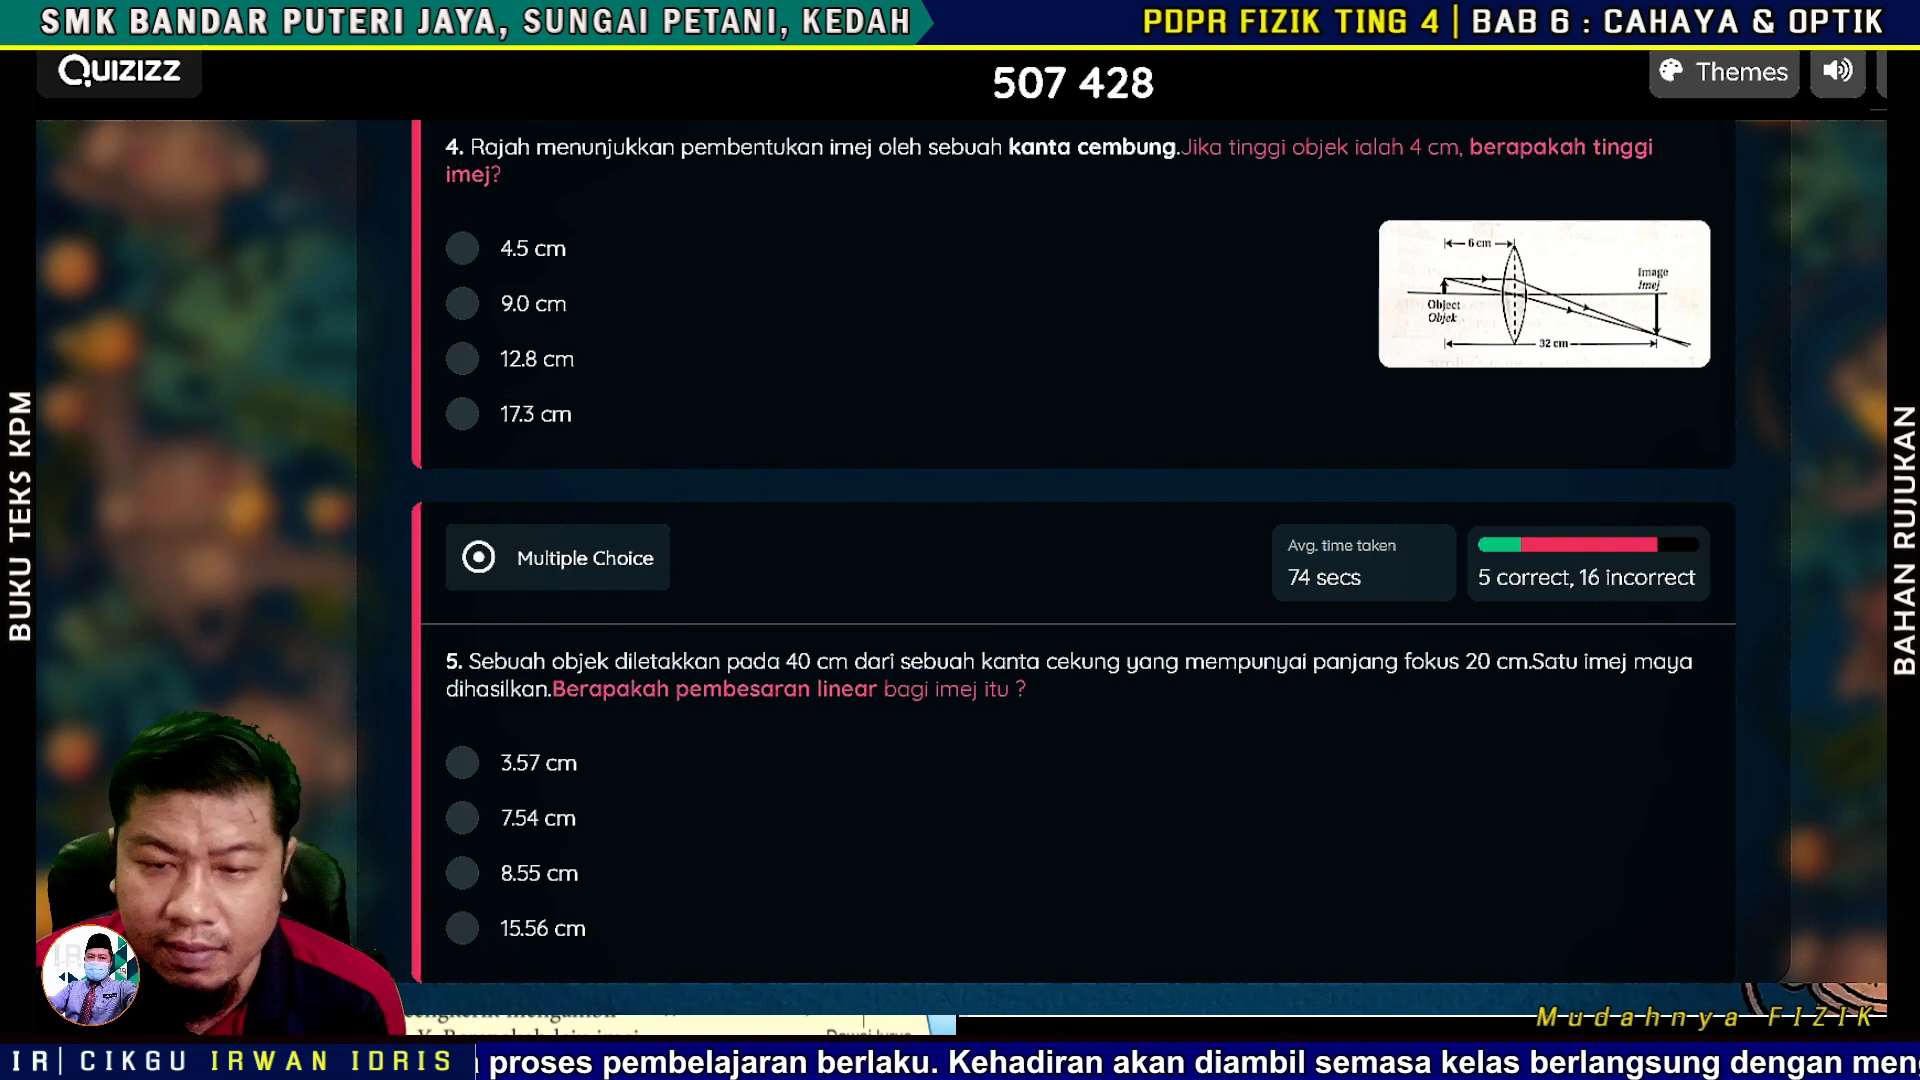 SMK BANDAR PUTERI JAYA, SUNGAI PETANI, KEDAH
PDPR FIZIK TING 4 | BAB 6 : CAHAYA & OPTIK
Quizizz
507 428
Themes
4. Rajah menunjukkan pembentukan imej oleh sebuah kanta cembung.Jika tinggi objek ialah 4 cm, berapakah tinggi
imej?
4.5 cm
9.0 cm
12.8 cm
17.3 cm
6 cm
Image
Imej
Object
Objek
32 cm
Multiple Choice
Avg. time taken
74 secs
5 correct, 16 incorrect
5. Sebuah objek diletakkan pada 40 cm dari sebuah kanta cekung yang mempunyai panjang fokus 20 cm.Satu imej maya
dihasilkan.Berapakah pembesaran linear bagi imej itu ?
3.57 cm
7.54 cm
8.55 cm
15.56 cm
BUKU TEKS KPM
BAHAN RUJUKAN
Mudahnya FIZIK
IR| CIKGU IRWAN IDRIS
proses pembelajaran berlaku. Kehadiran akan diambil semasa kelas berlangsung dengan men